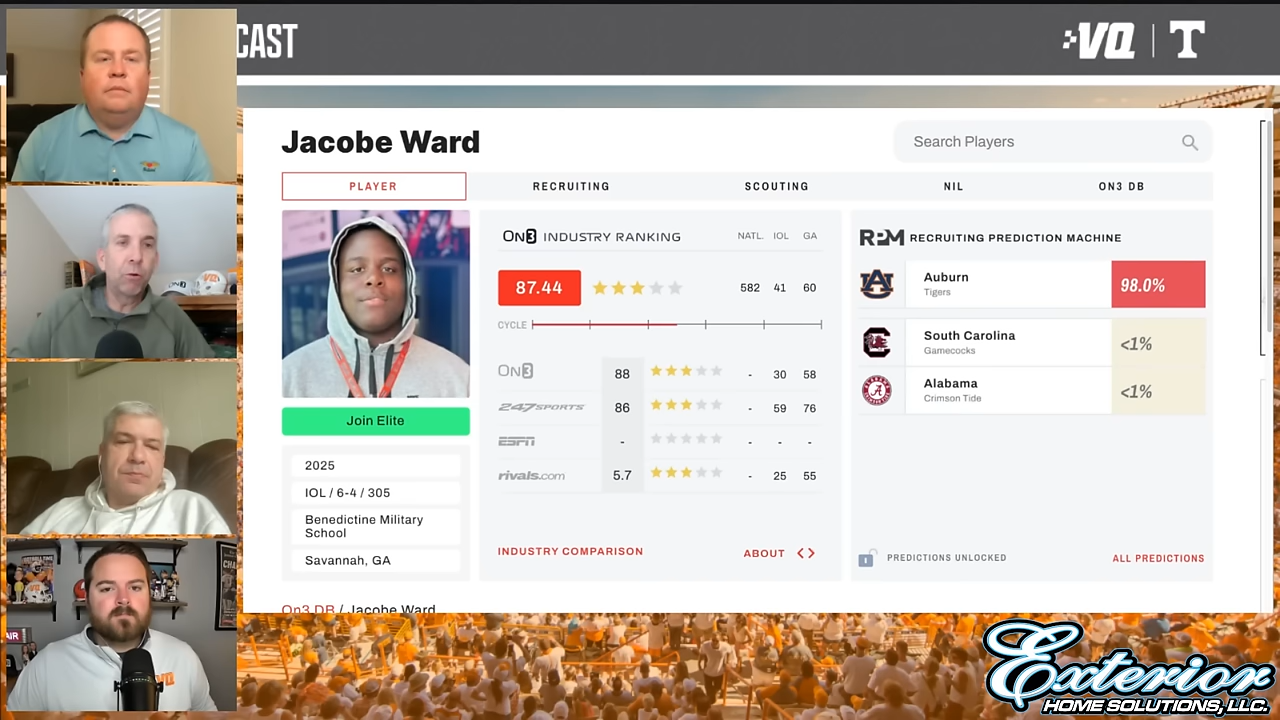 CAST
VQ | T
Jacobe Ward
Search Players
PLAYER
RECRUITING
SCOUTING
NIL
ON3 DB
On3 INDUSTRY RANKING
NATL. IOL GA
87.44
582 41 60
CYCLE
ON3 88 - 30 58
247SPORTS 86 - 59 76
ESPN - - - -
rivals.com 5.7 - 25 55
INDUSTRY COMPARISON
ABOUT
Join Elite
2025
IOL / 6-4 / 305
Benedictine Military
School
Savannah, GA
RPM RECRUITING PREDICTION MACHINE
Auburn
Tigers
98.0%
South Carolina
Gamecocks
<1%
Alabama
Crimson Tide
<1%
PREDICTIONS UNLOCKED
ALL PREDICTIONS
On3 DB / Jacobe Ward
AIR
Exterior
HOME SOLUTIONS, LLC.